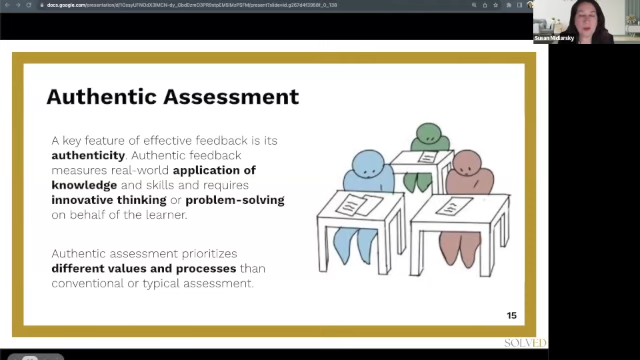 Susan Midlarsky
Authentic Assessment
A key feature of effective feedback is its
authenticity. Authentic feedback
measures real-world application of
knowledge and skills and requires
innovative thinking or problem-solving
on behalf of the learner.
Authentic assessment prioritizes
different values and processes than
conventional or typical assessment.
15
SOLVED